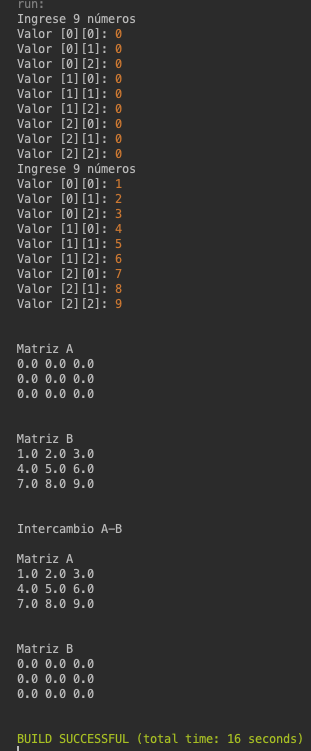 run:
Ingrese 9 números
Valor [0][0]: 0
Valor [0][1]: 0
Valor [0][2]: 0
Valor [1][0]: 0
Valor [1][1]: 0
Valor [1][2]: 0
Valor [2][0]: 0
Valor [2][1]: 0
Valor [2][2]: 0
Ingrese 9 números
Valor [0][0]: 1
Valor [0][1]: 2
Valor [0][2]: 3
Valor [1][0]: 4
Valor [1][1]: 5
Valor [1][2]: 6
Valor [2][0]: 7
Valor [2][1]: 8
Valor [2][2]: 9
Matriz A
0.0 0.0 0.0
0.0 0.0 0.0
0.0 0.0 0.0
Matriz B
1.0 2.0 3.0
4.0 5.0 6.0
7.0 8.0 9.0
Intercambio A-B
Matriz A
1.0 2.0 3.0
4.0 5.0 6.0
7.0 8.0 9.0
Matriz B
0.0 0.0 0.0
0.0 0.0 0.0
0.0 0.0 0.0
BUILD SUCCESSFUL (total time: 16 seconds)